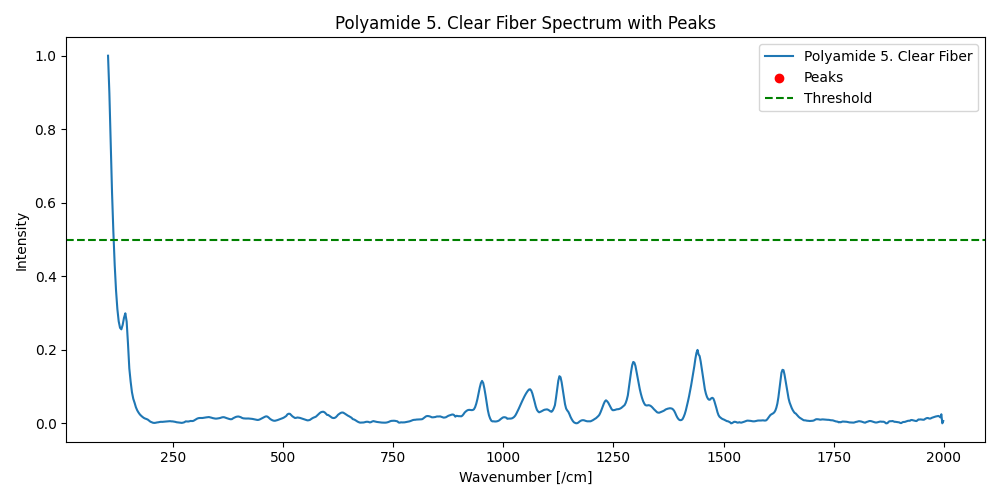 Polyamide 5. Clear Fiber Spectrum with Peaks
Polyamide 5. Clear Fiber
Peaks
Threshold
Intensity
1.0
0.8
0.6
0.4
0.2
0.0
250 500 750 1000 1250 1500 1750 2000
Wavenumber [/cm]